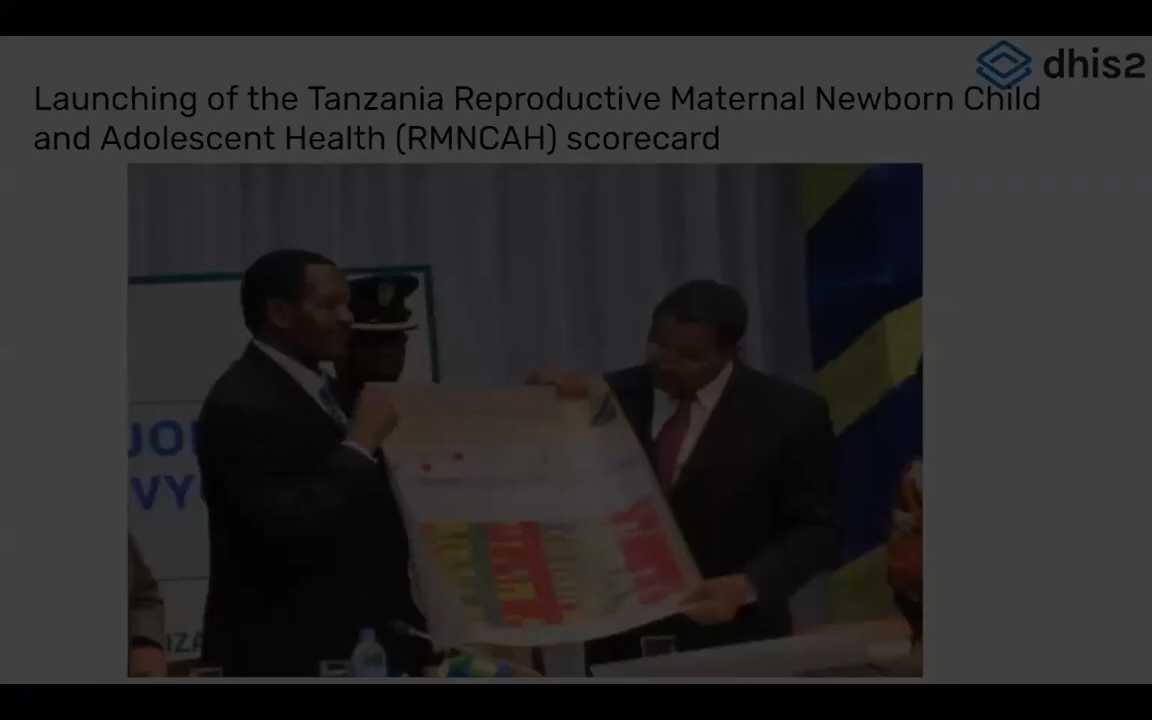 dhis2
Launching of the Tanzania Reproductive Maternal Newborn Child
and Adolescent Health (RMNCAH) scorecard